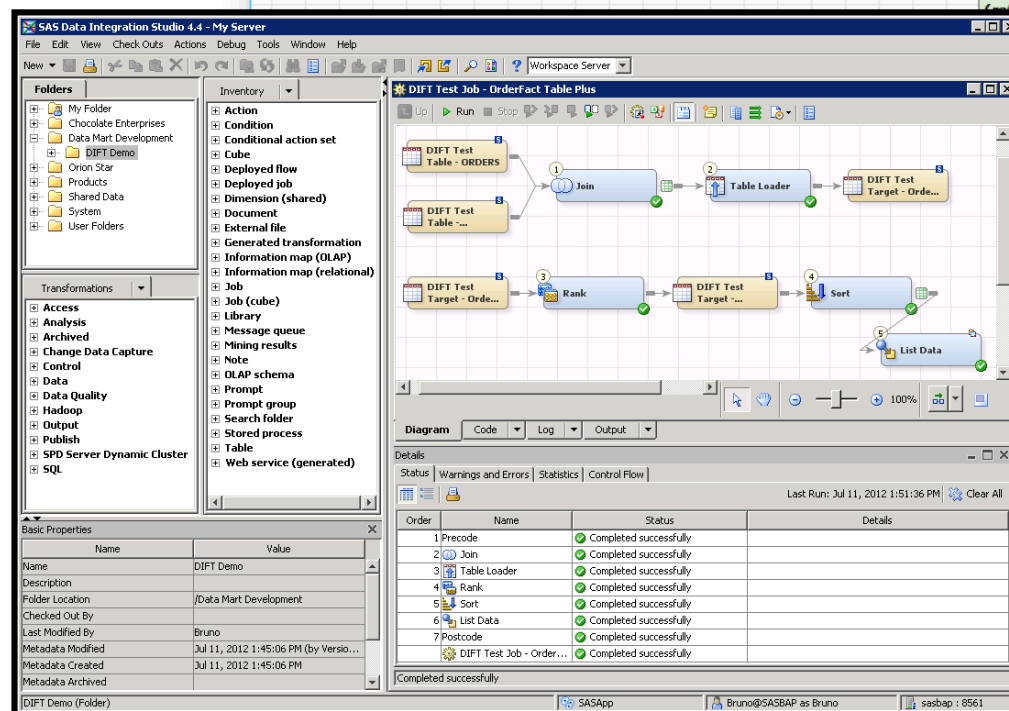 SAS Data Integration Studio 4.4 - My Server
File Edit View Check Outs Actions Debug Tools Window Help
New Workspace Server
Folders
My Folder
Chocolate Enterprises
Data Mart Development
DIFT Demo
Orion Star
Products
Shared Data
System
User Folders
Transformations
Access
Analysis
Archived
Change Data Capture
Control
Data
Data Quality
Hadoop
Output
Publish
SPD Server Dynamic Cluster
SQL
Inventory
Action
Condition
Conditional action set
Cube
Deployed flow
Deployed job
Dimension (shared)
Document
External file
Generated transformation
Information map (OLAP)
Information map (relational)
Job
Job (cube)
Library
Message queue
Mining results
Note
OLAP schema
Prompt
Prompt group
Search folder
Stored process
Table
Web service (generated)
DIFT Test Job - OrderFact Table Plus
Up Run Stop
DIFT Test
Table - ORDERS
DIFT Test
Table -...
1
Join
2
Table Loader
DIFT Test
Target - Orde...
DIFT Test
Target - Orde...
3
Rank
DIFT Test
Target -...
4
Sort
5
List Data
100%
Diagram Code Log Output
Details
Status Warnings and Errors Statistics Control Flow
Last Run: Jul 11, 2012 1:51:36 PM Clear All
Order Name Status Details
1 Precode Completed successfully
2 Join Completed successfully
3 Table Loader Completed successfully
4 Rank Completed successfully
5 Sort Completed successfully
6 List Data Completed successfully
7 Postcode Completed successfully
DIFT Test Job - Order... Completed successfully
Completed successfully
Basic Properties
Name Value
Name DIFT Demo
Description
Folder Location /Data Mart Development
Checked Out By
Last Modified By Bruno
Metadata Modified Jul 11, 2012 1:45:06 PM (by Versio...
Metadata Created Jul 11, 2012 1:45:06 PM
Metadata Archived
DIFT Demo (Folder) SASApp Bruno@SASBAP as Bruno sasbap : 8561